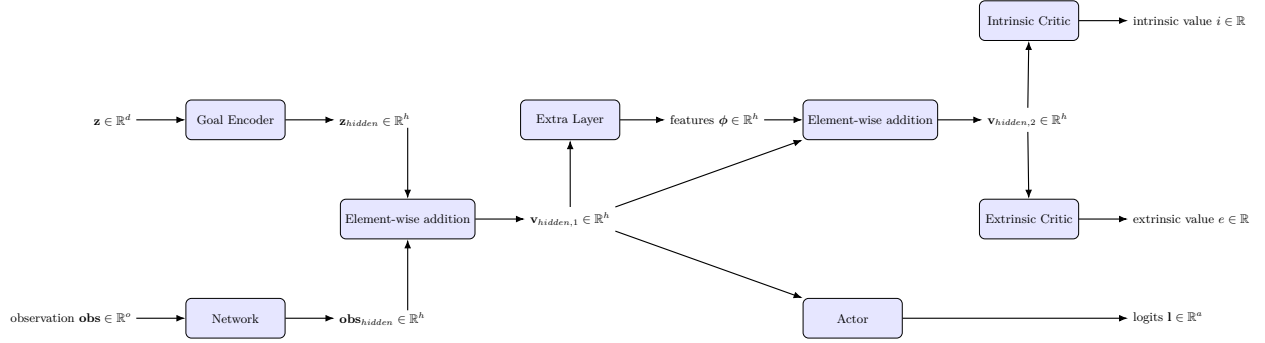 Intrinsic Critic
intrinsic value i ∈ ℝ
z ∈ ℝ^d
Goal Encoder
z_hidden ∈ ℝ^h
Extra Layer
features ϕ ∈ ℝ^h
Element-wise addition
v_hidden,2 ∈ ℝ^h
Element-wise addition
v_hidden,1 ∈ ℝ^h
Extrinsic Critic
extrinsic value e ∈ ℝ
observation obs ∈ ℝ^o
Network
obs_hidden ∈ ℝ^h
Actor
logits l ∈ ℝ^a